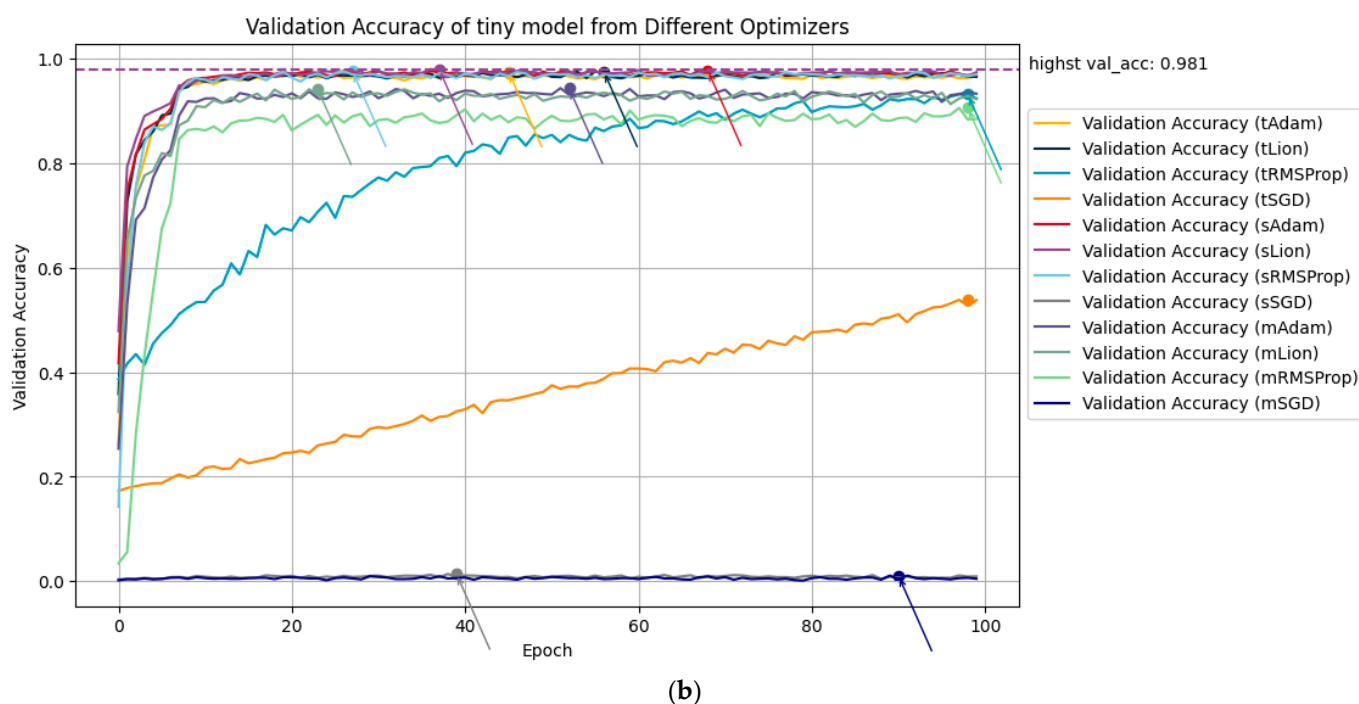 Validation Accuracy of tiny model from Different Optimizers
highst val_acc: 0.981
Validation Accuracy
1.0
0.8
0.6
0.4
0.2
0.0
0
20
40
60
80
100
Epoch
Validation Accuracy (tAdam)
Validation Accuracy (tLion)
Validation Accuracy (tRMSProp)
Validation Accuracy (tSGD)
Validation Accuracy (sAdam)
Validation Accuracy (sLion)
Validation Accuracy (sRMSProp)
Validation Accuracy (sSGD)
Validation Accuracy (mAdam)
Validation Accuracy (mLion)
Validation Accuracy (mRMSProp)
Validation Accuracy (mSGD)
(b)